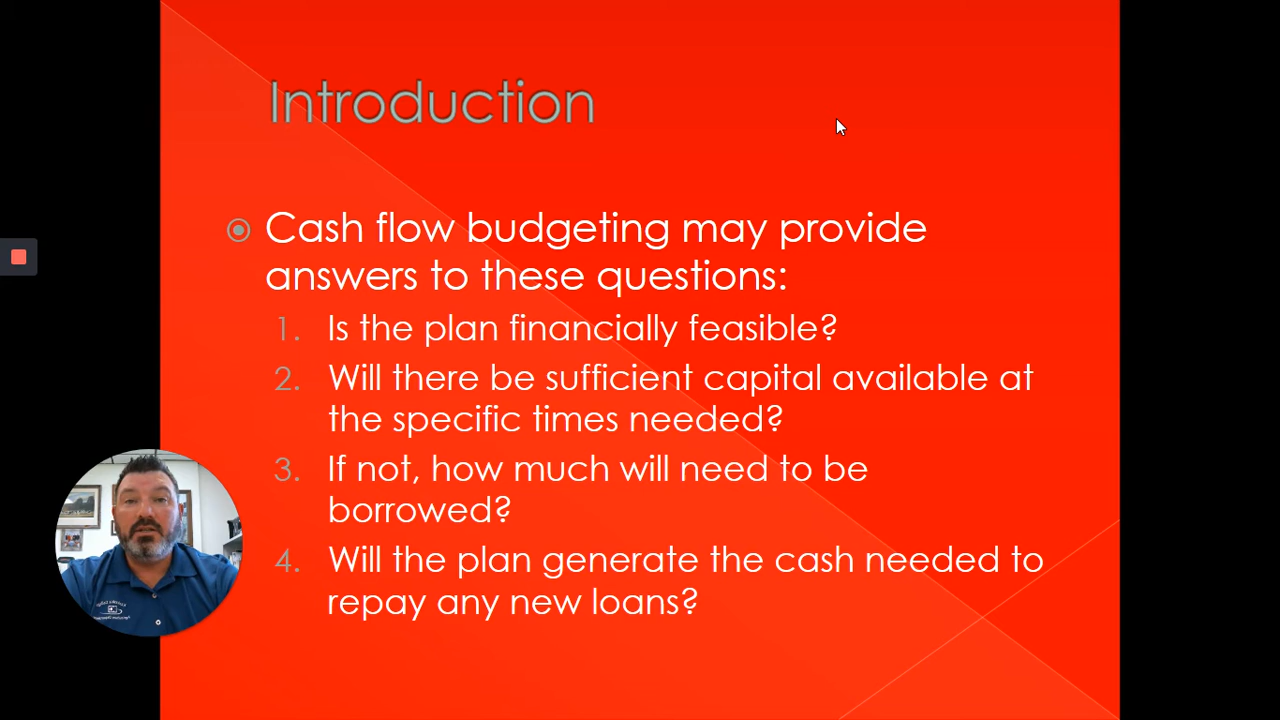 Introduction
Cash flow budgeting may provide
answers to these questions:
1. Is the plan financially feasible?
2. Will there be sufficient capital available at
the specific times needed?
3. If not, how much will need to be
borrowed?
4. Will the plan generate the cash needed to
repay any new loans?